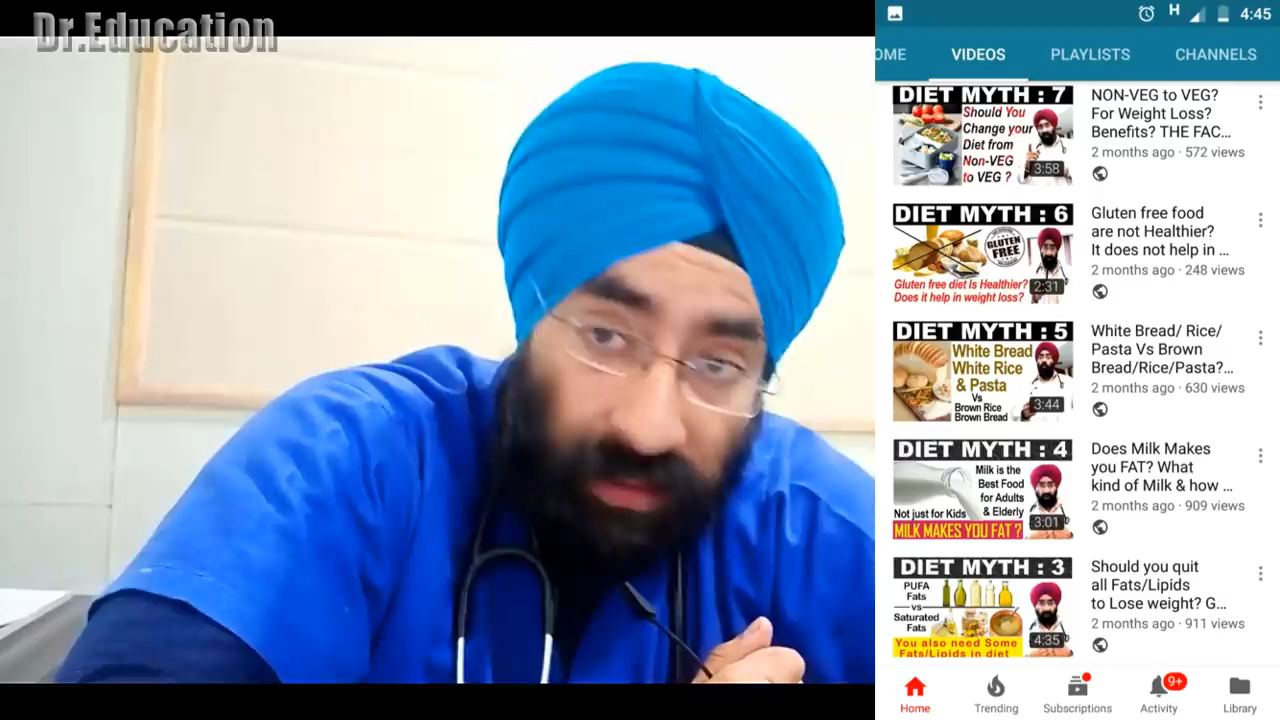 Dr.Education
H
4:45
OME
VIDEOS
PLAYLISTS
CHANNELS
DIET MYTH : 7
Should You
Change your
Diet from
Non-VEG
to VEG ?
3:58
NON-VEG to VEG?
For Weight Loss?
Benefits? THE FAC...
2 months ago · 572 views
DIET MYTH : 6
GLUTEN
FREE
Gluten free diet Is Healthier?
Does it help in weight loss?
2:31
Gluten free food
are not Healthier?
It does not help in ...
2 months ago · 248 views
DIET MYTH : 5
White Bread
White Rice
& Pasta
Vs
Brown Rice
Brown Bread
3:44
White Bread/ Rice/
Pasta Vs Brown
Bread/Rice/Pasta?...
2 months ago · 630 views
DIET MYTH : 4
Milk is the
Best Food
for Adults
& Elderly
Not just for Kids
MILK MAKES YOU FAT ?
3:01
Does Milk Makes
you FAT? What
kind of Milk & how ...
2 months ago · 909 views
DIET MYTH : 3
PUFA
Fats
vs
Saturated
Fats
You also need Some
Fats/Lipids in diet
4:35
Should you quit
all Fats/Lipids
to Lose weight? G...
2 months ago · 911 views
Home
Trending
Subscriptions
9+
Activity
Library